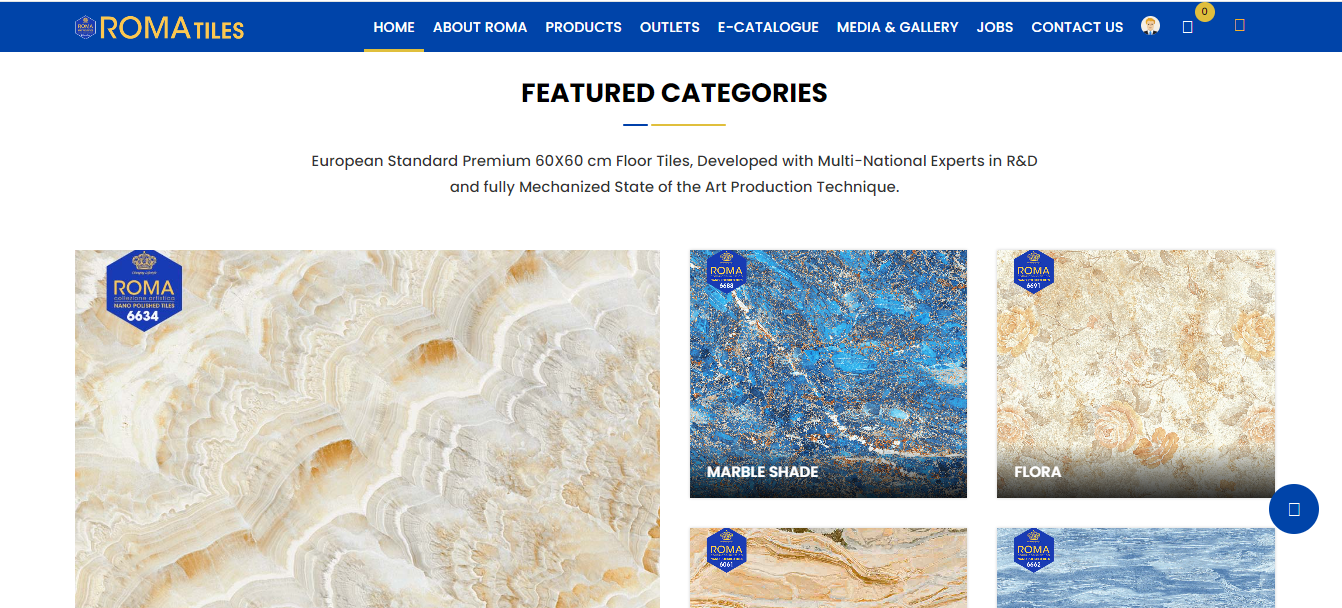 ROMA TILES
HOME ABOUT ROMA PRODUCTS OUTLETS E-CATALOGUE MEDIA & GALLERY JOBS CONTACT US 0
FEATURED CATEGORIES
European Standard Premium 60X60 cm Floor Tiles, Developed with Multi-National Experts in R&D
and fully Mechanized State of the Art Production Technique.
ROMA
collezione artistica
NANO POLISHED TILES
6634
ROMA
6688
MARBLE SHADE
ROMA
6691
FLORA
ROMA
6061
ROMA
6662